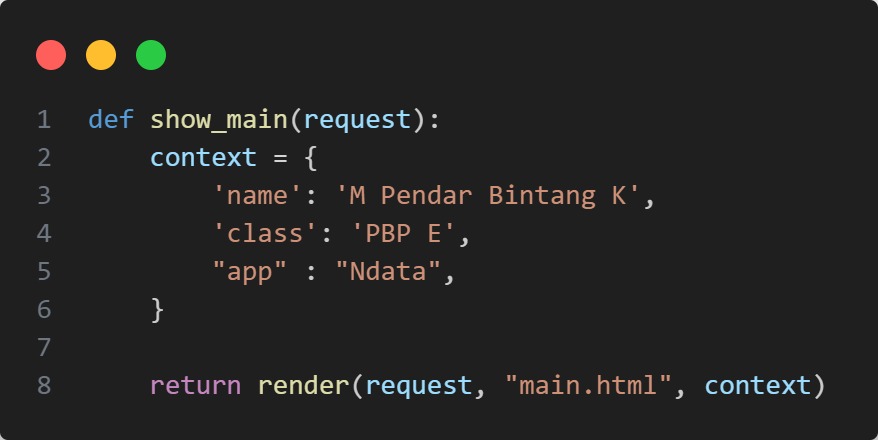 1 def show_main(request):
2     context = {
3         'name': 'M Pendar Bintang K',
4         'class': 'PBP E',
5         "app" : "Ndata",
6     }
7
8     return render(request, "main.html", context)